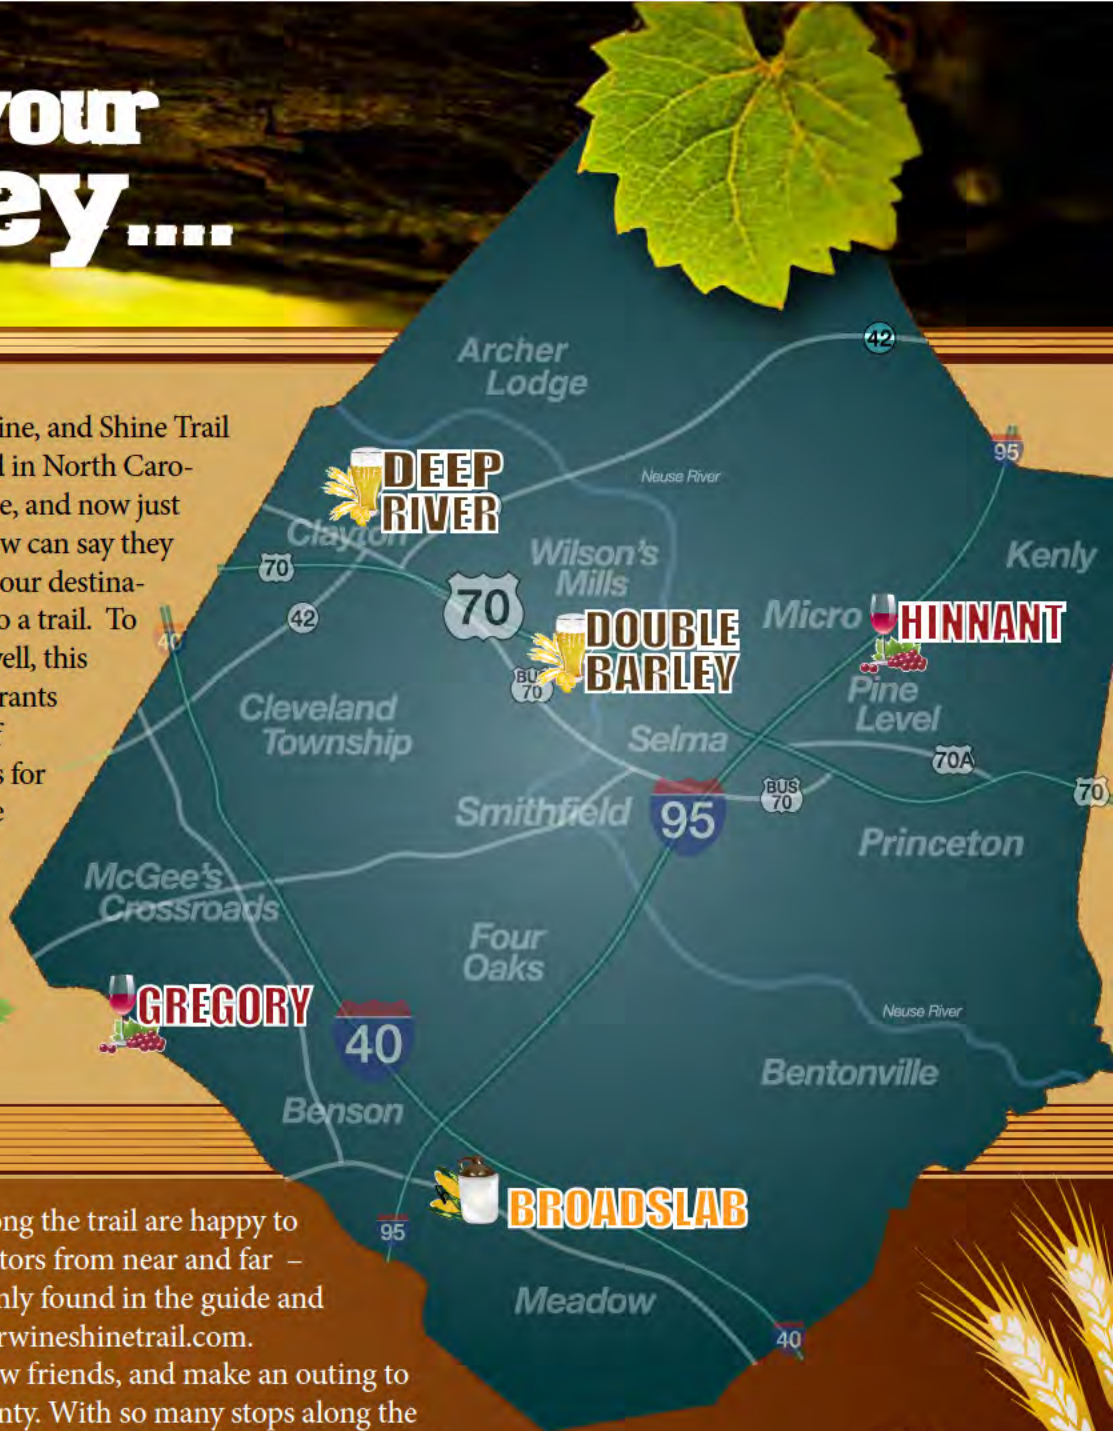 your
ey....
ine, and Shine Trail
l in North Caro-
e, and now just
w can say they
our destina-
o a trail.  To
vell, this
rants
f
s for
e
ong the trail are happy to
tors from near and far  –
nly found in the guide and
rwineshinetrail.com.
w friends, and make an outing to
nty. With so many stops along the
Archer
Lodge
42
95
Neuse River
DEEP
RIVER
Clayton
Wilson's
Mills
Kenly
70
70
42
40
Micro
HINNANT
DOUBLE
BARLEY
BUS
70
Pine
Level
Cleveland
Township
Selma
70A
BUS
70
70
Smithfield
95
Princeton
McGee's
Crossroads
Four
Oaks
GREGORY
40
Neuse River
Bentonville
Benson
BROADSLAB
95
Meadow
40